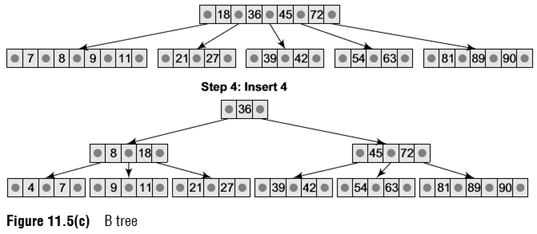 18 36 45 72
7 8 9 11 21 27 39 42 54 63 81 89 90
Step 4: Insert 4
36
8 18 45 72
4 7 9 11 21 27 39 42 54 63 81 89 90
Figure 11.5(c) B tree